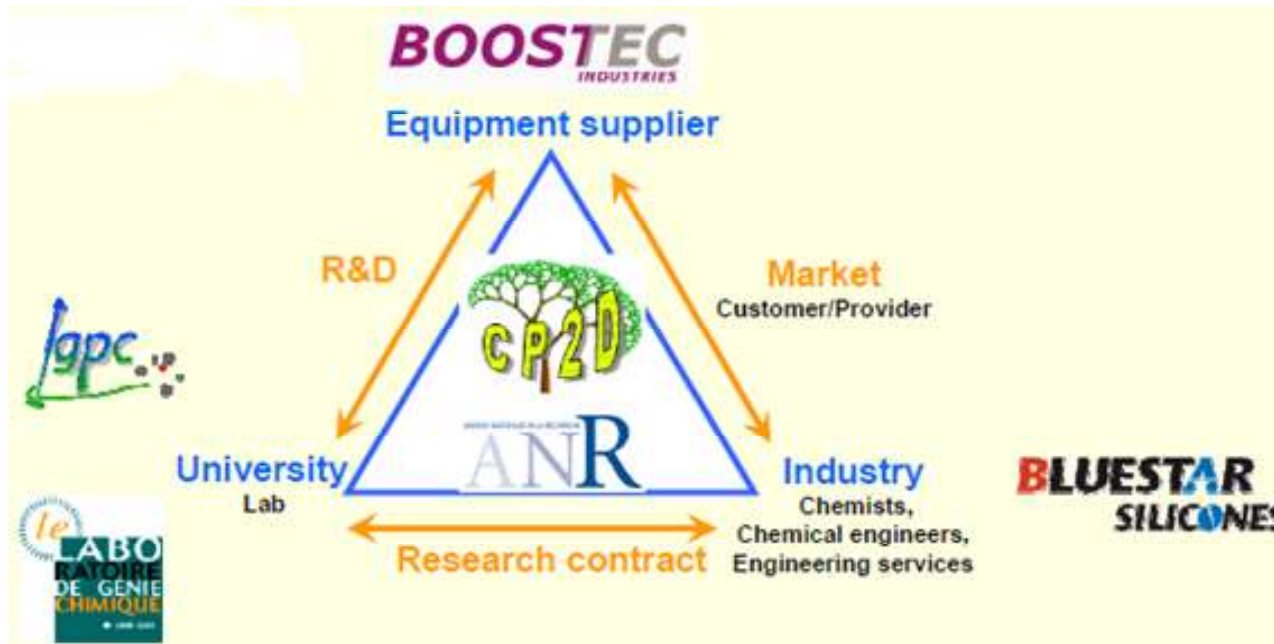 BOOSTEC
INDUSTRIES
Equipment supplier
R&D
Market
Customer/Provider
lgpc
CP2D
ANR
University
Lab
Industry
Chemists,
Chemical engineers,
Engineering services
Research contract
BLUESTAR
SILICONES
le
LABO
RATOIRE
DE GENIE
CHIMIQUE